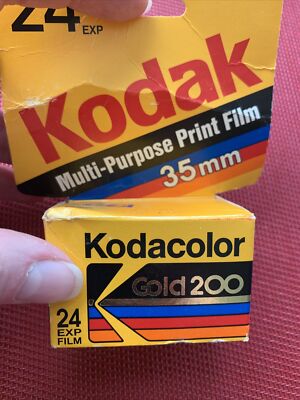 24 EXP
Kodak
Multi-Purpose Print Film
35mm
Kodacolor
Gold 200
24
EXP
FILM